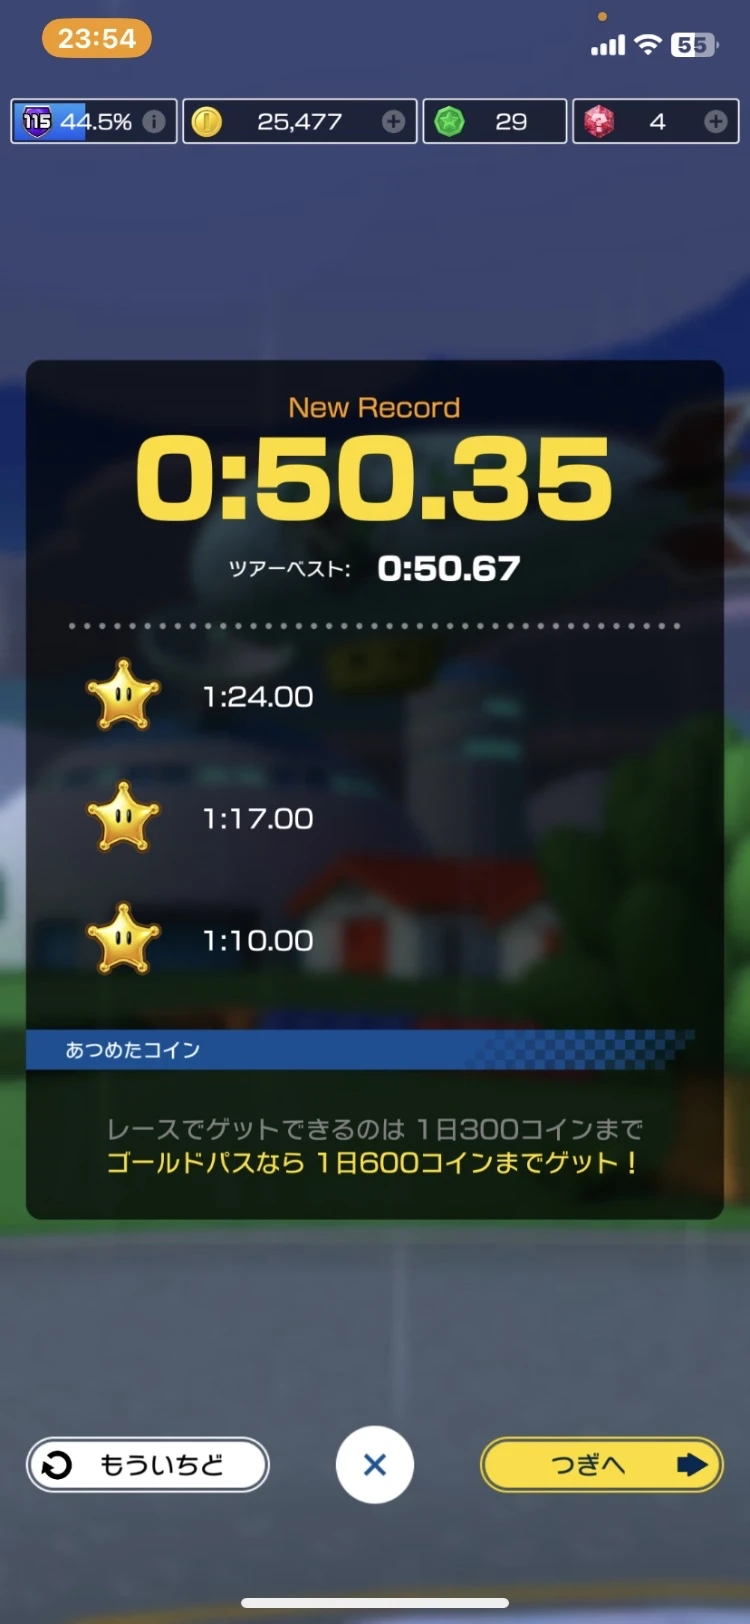 23:54
55
115 44.5% i 25,477 29 4
New Record
0:50.35
ツアーベスト: 0:50.67
1:24.00
1:17.00
1:10.00
あつめたコイン
レースでゲットできるのは 1日300コインまで
ゴールドパスなら 1日600コインまでゲット！
もういちど
×
つぎへ